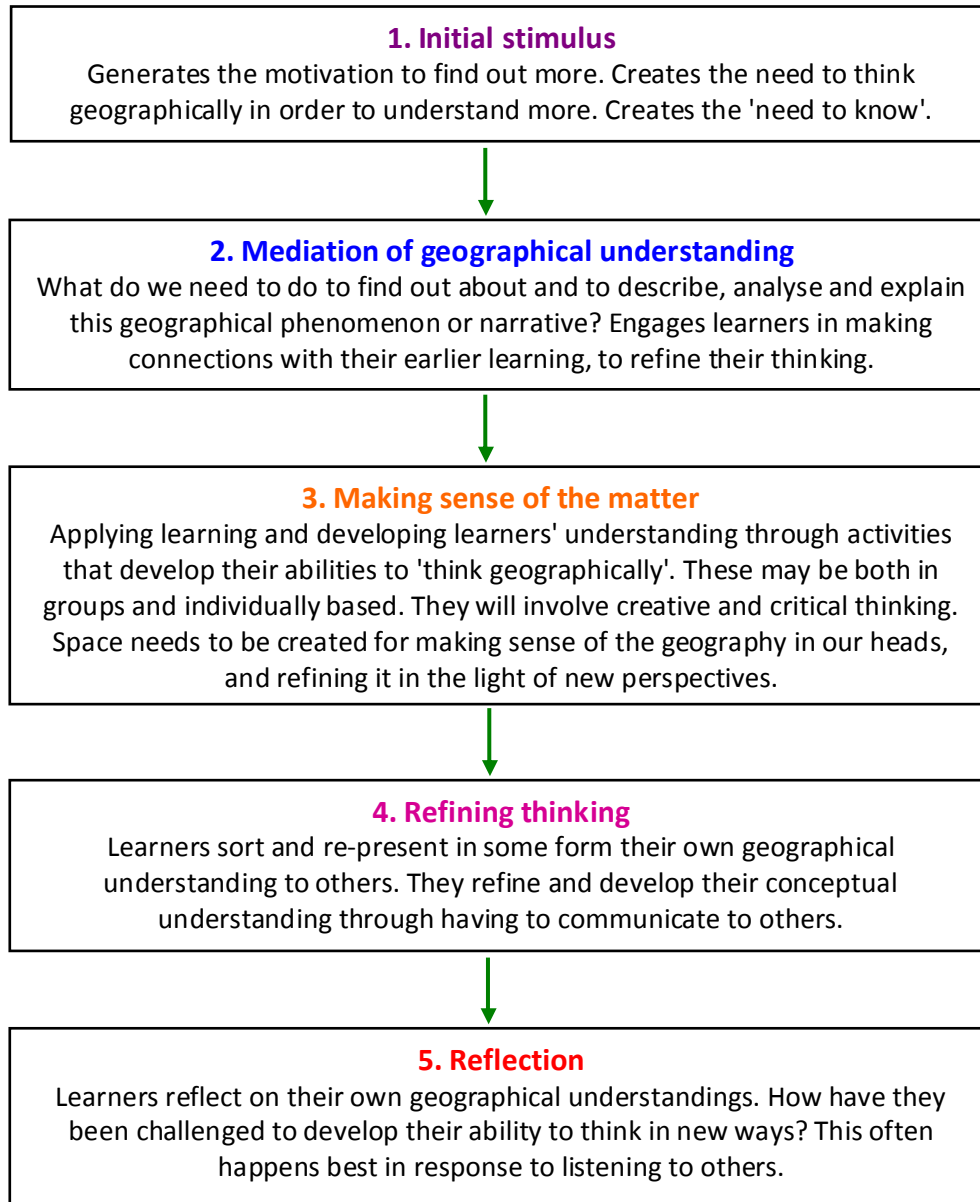 1. Initial stimulus
Generates the motivation to find out more. Creates the need to think
geographically in order to understand more. Creates the 'need to know'.
2. Mediation of geographical understanding
What do we need to do to find out about and to describe, analyse and explain
this geographical phenomenon or narrative? Engages learners in making
connections with their earlier learning, to refine their thinking.
3. Making sense of the matter
Applying learning and developing learners' understanding through activities
that develop their abilities to 'think geographically'. These may be both in
groups and individually based. They will involve creative and critical thinking.
Space needs to be created for making sense of the geography in our heads,
and refining it in the light of new perspectives.
4. Refining thinking
Learners sort and re-present in some form their own geographical
understanding to others. They refine and develop their conceptual
understanding through having to communicate to others.
5. Reflection
Learners reflect on their own geographical understandings. How have they
been challenged to develop their ability to think in new ways? This often
happens best in response to listening to others.